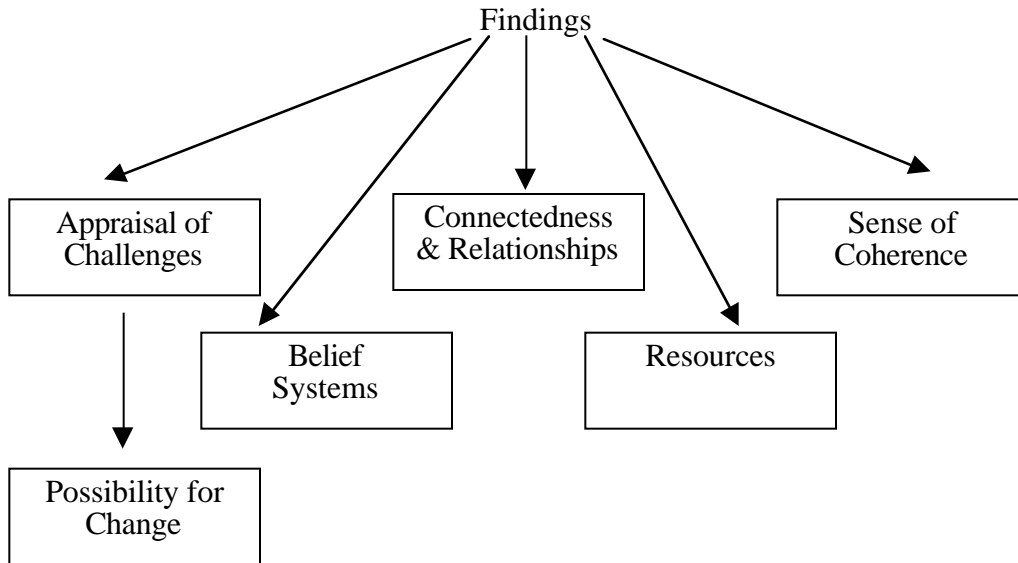 Findings
Appraisal of
Challenges
Connectedness
& Relationships
Sense of
Coherence
Belief
Systems
Resources
Possibility for
Change